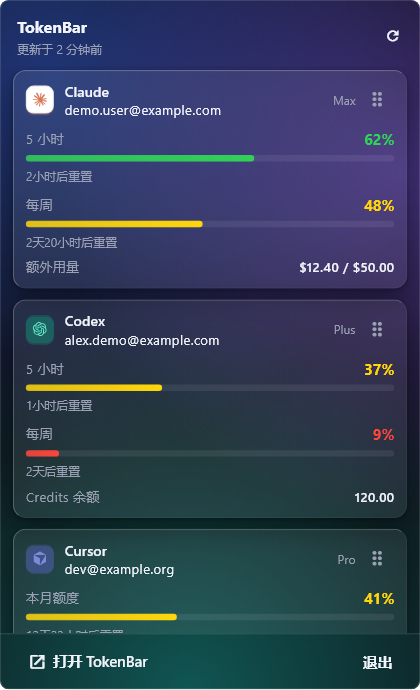 TokenBar
更新于 2 分钟前
Claude
demo.user@example.com
Max
5 小时
62%
2小时后重置
每周
48%
2天20小时后重置
额外用量
$12.40 / $50.00
Codex
alex.demo@example.com
Plus
5 小时
37%
1小时后重置
每周
9%
2天后重置
Credits 余额
120.00
Cursor
dev@example.org
Pro
本月额度
41%
打开 TokenBar
退出